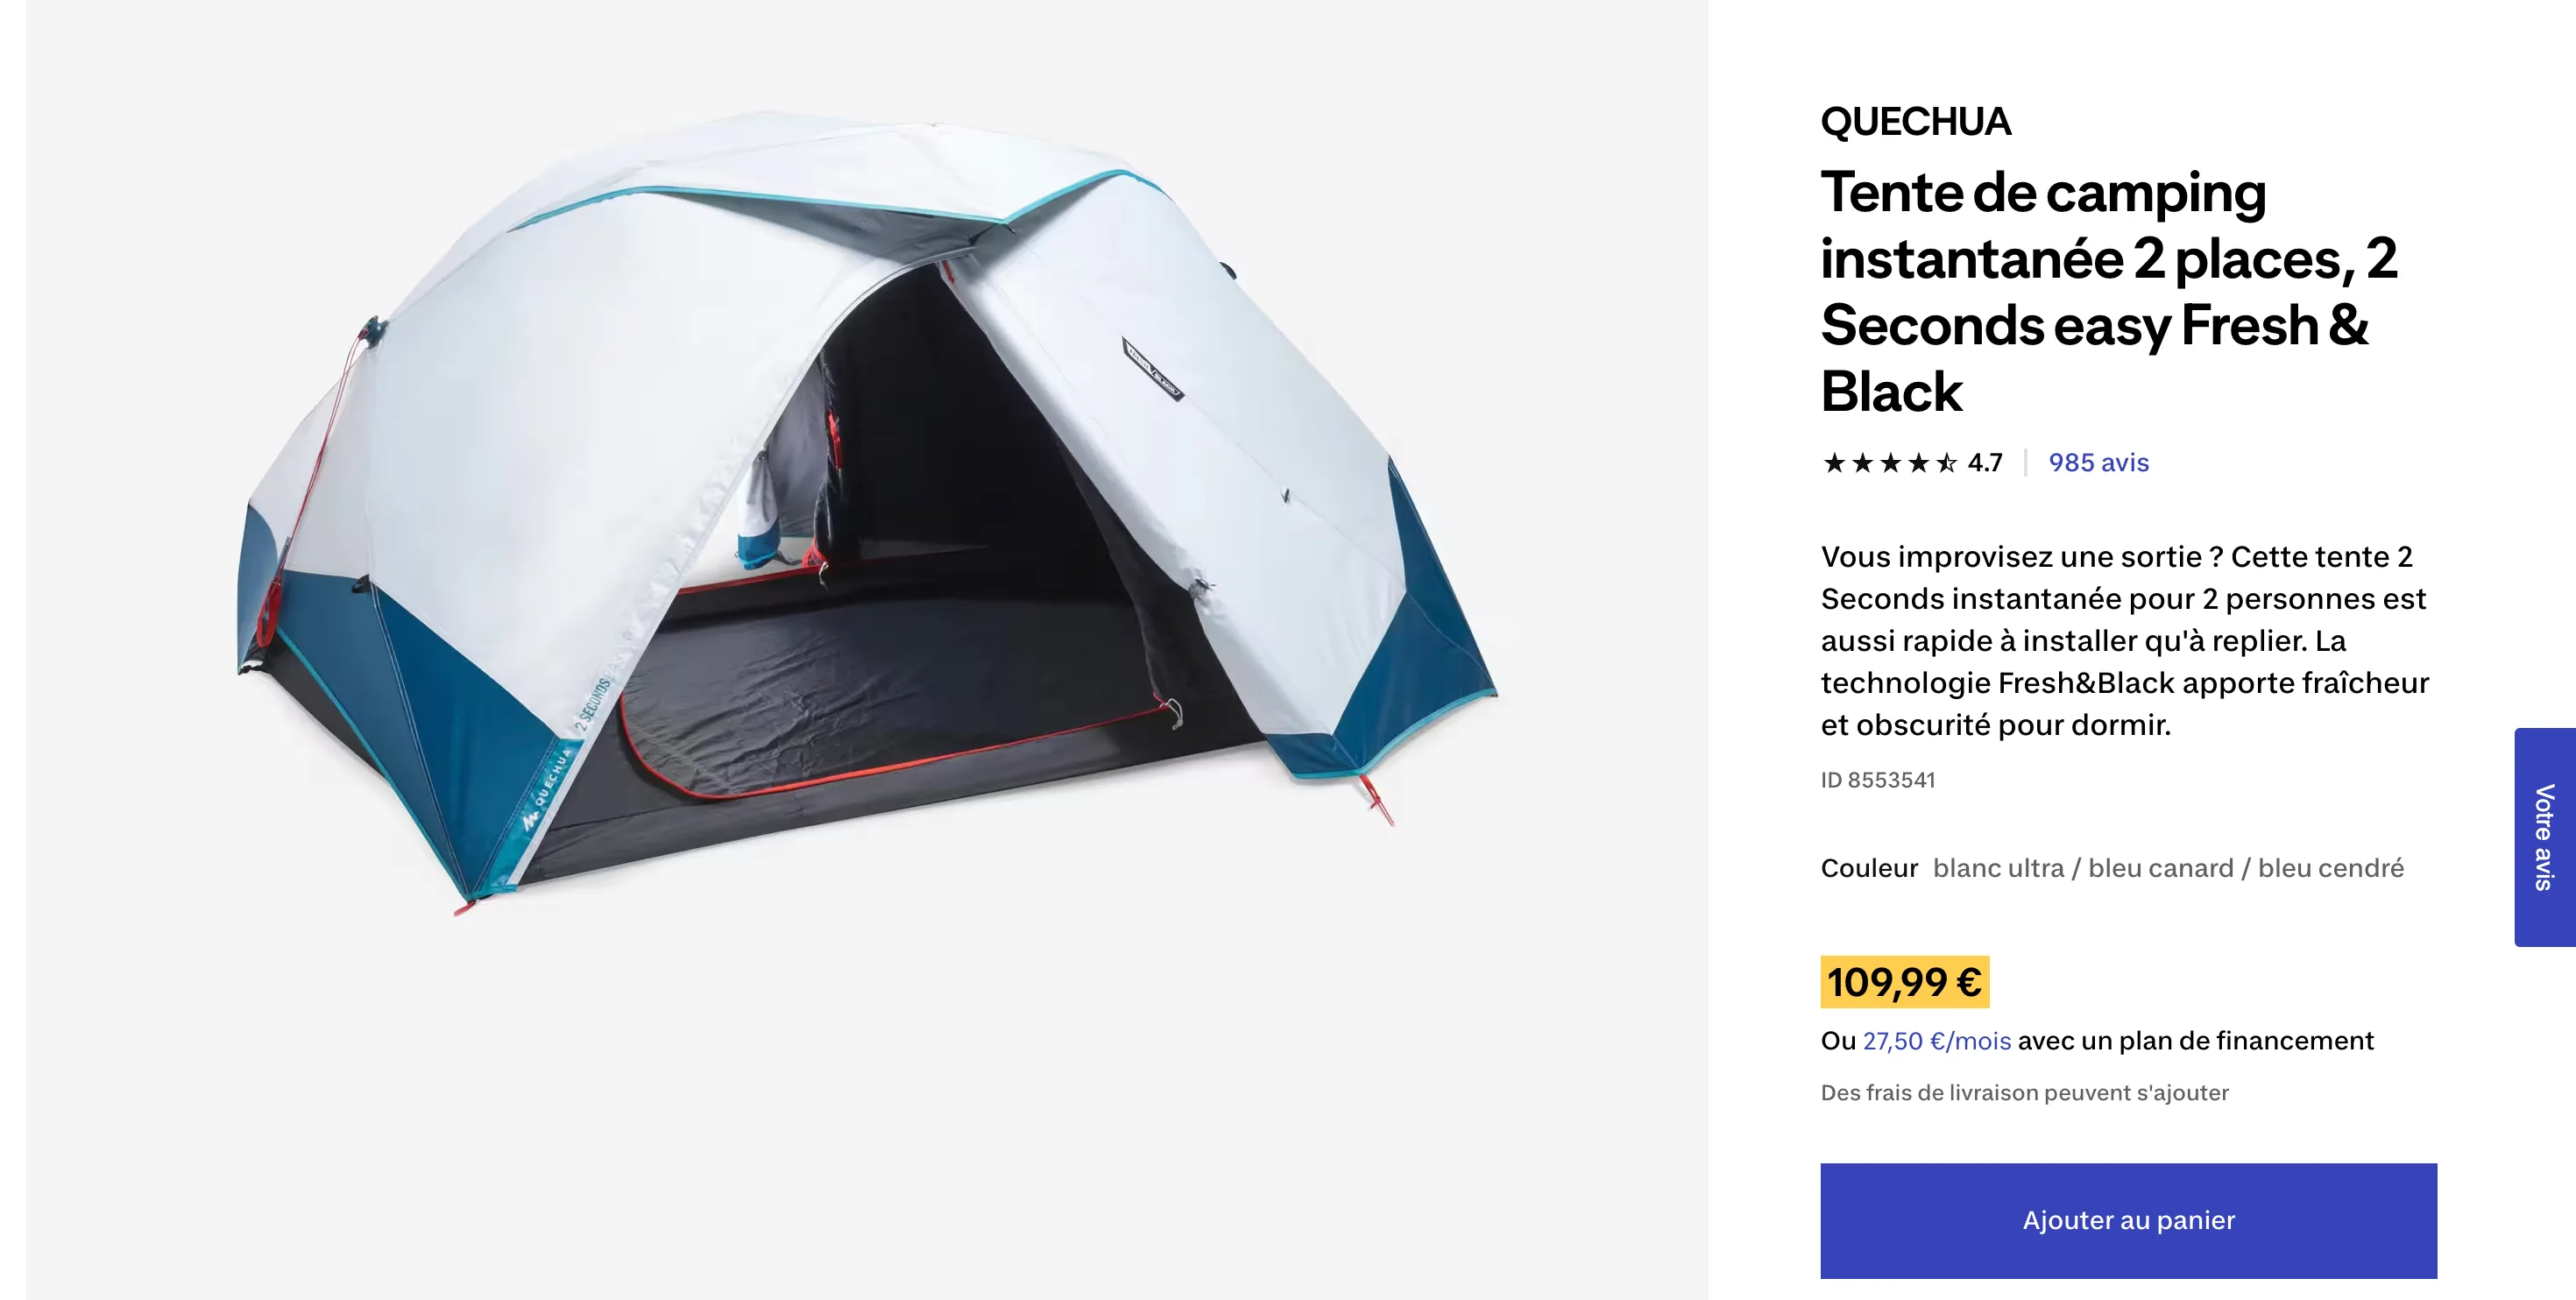 QUECHUA
Tente de camping
instantanée 2 places, 2
Seconds easy Fresh &
Black
4.7 | 985 avis
Vous improvisez une sortie ? Cette tente 2
Seconds instantanée pour 2 personnes est
aussi rapide à installer qu'à replier. La
technologie Fresh&Black apporte fraîcheur
et obscurité pour dormir.
ID 8553541
Couleur blanc ultra / bleu canard / bleu cendré
109,99 €
Ou 27,50 €/mois avec un plan de financement
Des frais de livraison peuvent s'ajouter
Ajouter au panier
Votre avis
2 SECONDS EASY
QUECHUA